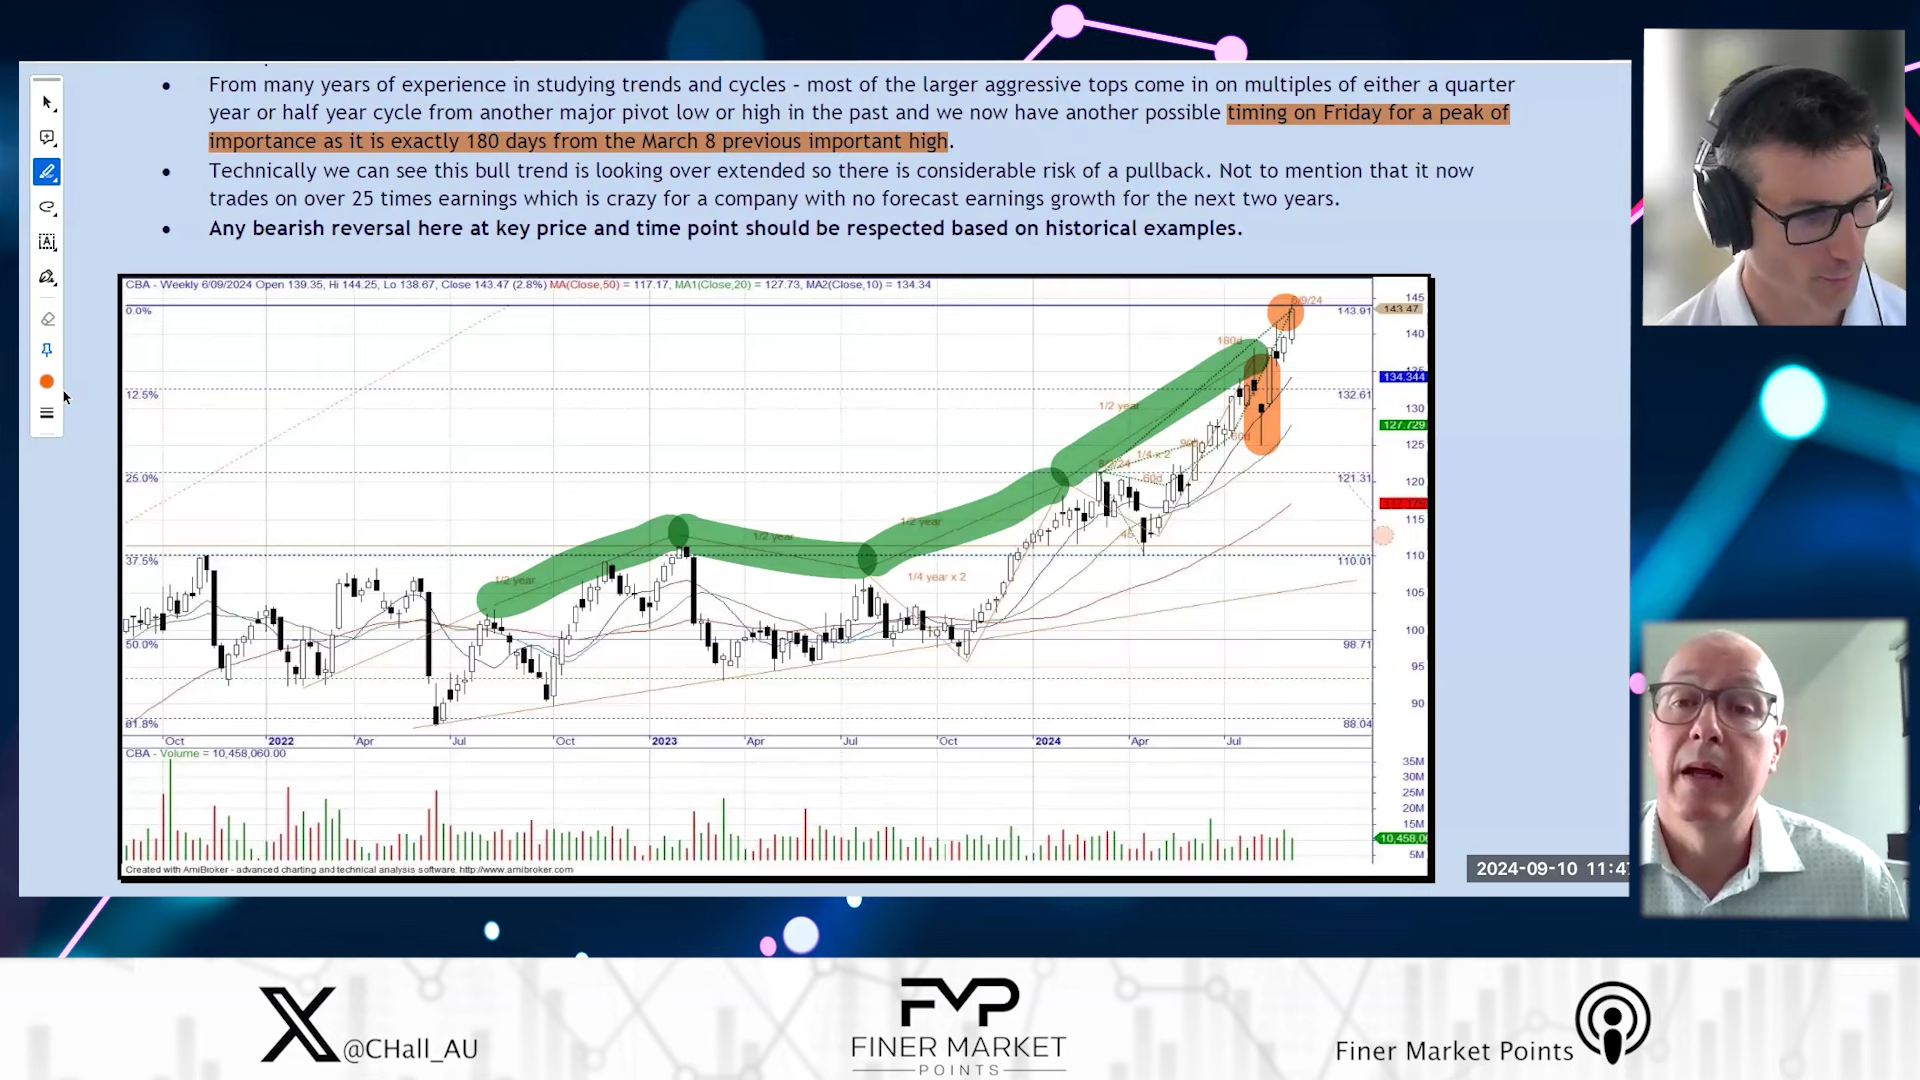 From many years of experience in studying trends and cycles - most of the larger aggressive tops come in on multiples of either a quarter
year or half year cycle from another major pivot low or high in the past and we now have another possible timing on Friday for a peak of
importance as it is exactly 180 days from the March 8 previous important high.
Technically we can see this bull trend is looking over extended so there is considerable risk of a pullback. Not to mention that it now
trades on over 25 times earnings which is crazy for a company with no forecast earnings growth for the next two years.
Any bearish reversal here at key price and time point should be respected based on historical examples.
CBA - Weekly 6/09/2024 Open 139.35, Hi 144.25, Lo 138.67, Close 143.47 (2.8%) MA(Close,50) = 117.17, MA1(Close,20) = 127.73, MA2(Close,10) = 134.34
145
0.0%
143.91
143.47
140
180d
134.344
12.5%
132.61
1/2 year
130
127.729
125
90d
1/4 x 2
25.0%
60d
121.31
120
1/2 year
1/2 year
115
45
37.5%
110.01
110
1/2 year
1/4 year x 2
105
100
50.0%
98.71
95
90
61.8%
88.04
Oct 2022 Apr Jul Oct 2023 Apr Jul Oct 2024 Apr Jul
CBA - Volume = 10,458,060.00
35M
30M
25M
20M
15M
10,458,06
5M
Created with AmiBroker - advanced charting and technical analysis software. http://www.amibroker.com
2024-09-10 11:47
X @CHall_AU
FMP
FINER MARKET
POINTS
Finer Market Points